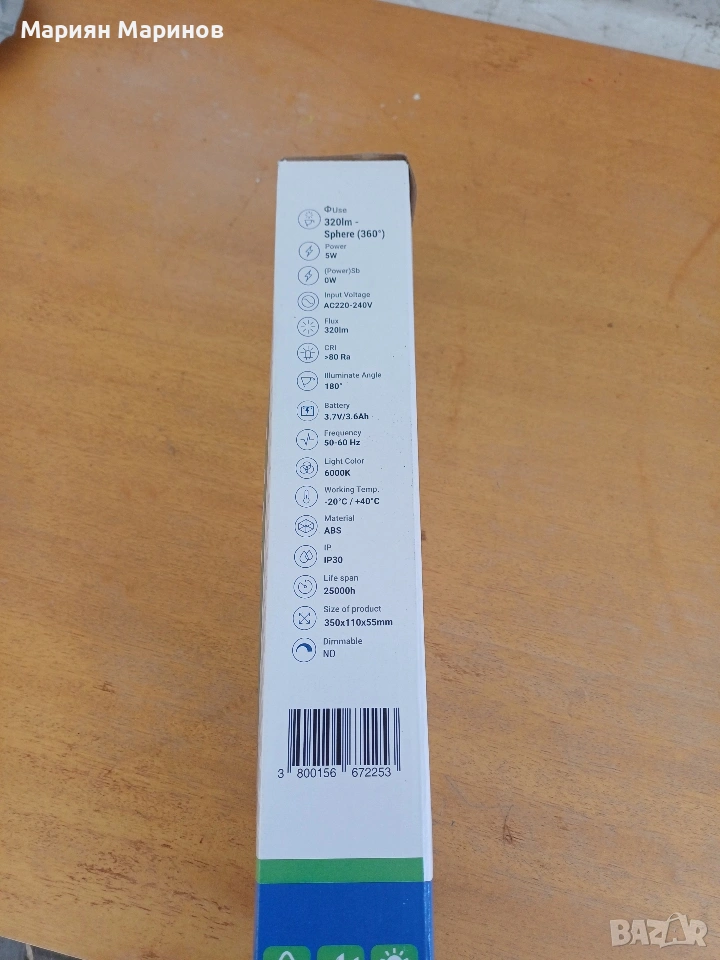 Мариян Маринов
ΦUse
320lm -
Sphere (360°)
Power
5W
(Power)Sb
0W
Input Voltage
AC220-240V
Flux
320lm
CRI
>80 Ra
Illuminate Angle
180°
Battery
3.7V/3.6Ah
Frequency
50-60 Hz
Light Color
6000K
Working Temp.
-20°C / +40°C
Material
ABS
IP
IP30
Life span
25000h
Size of product
350x110x55mm
Dimmable
ND
3 800156 672253
BAZAR